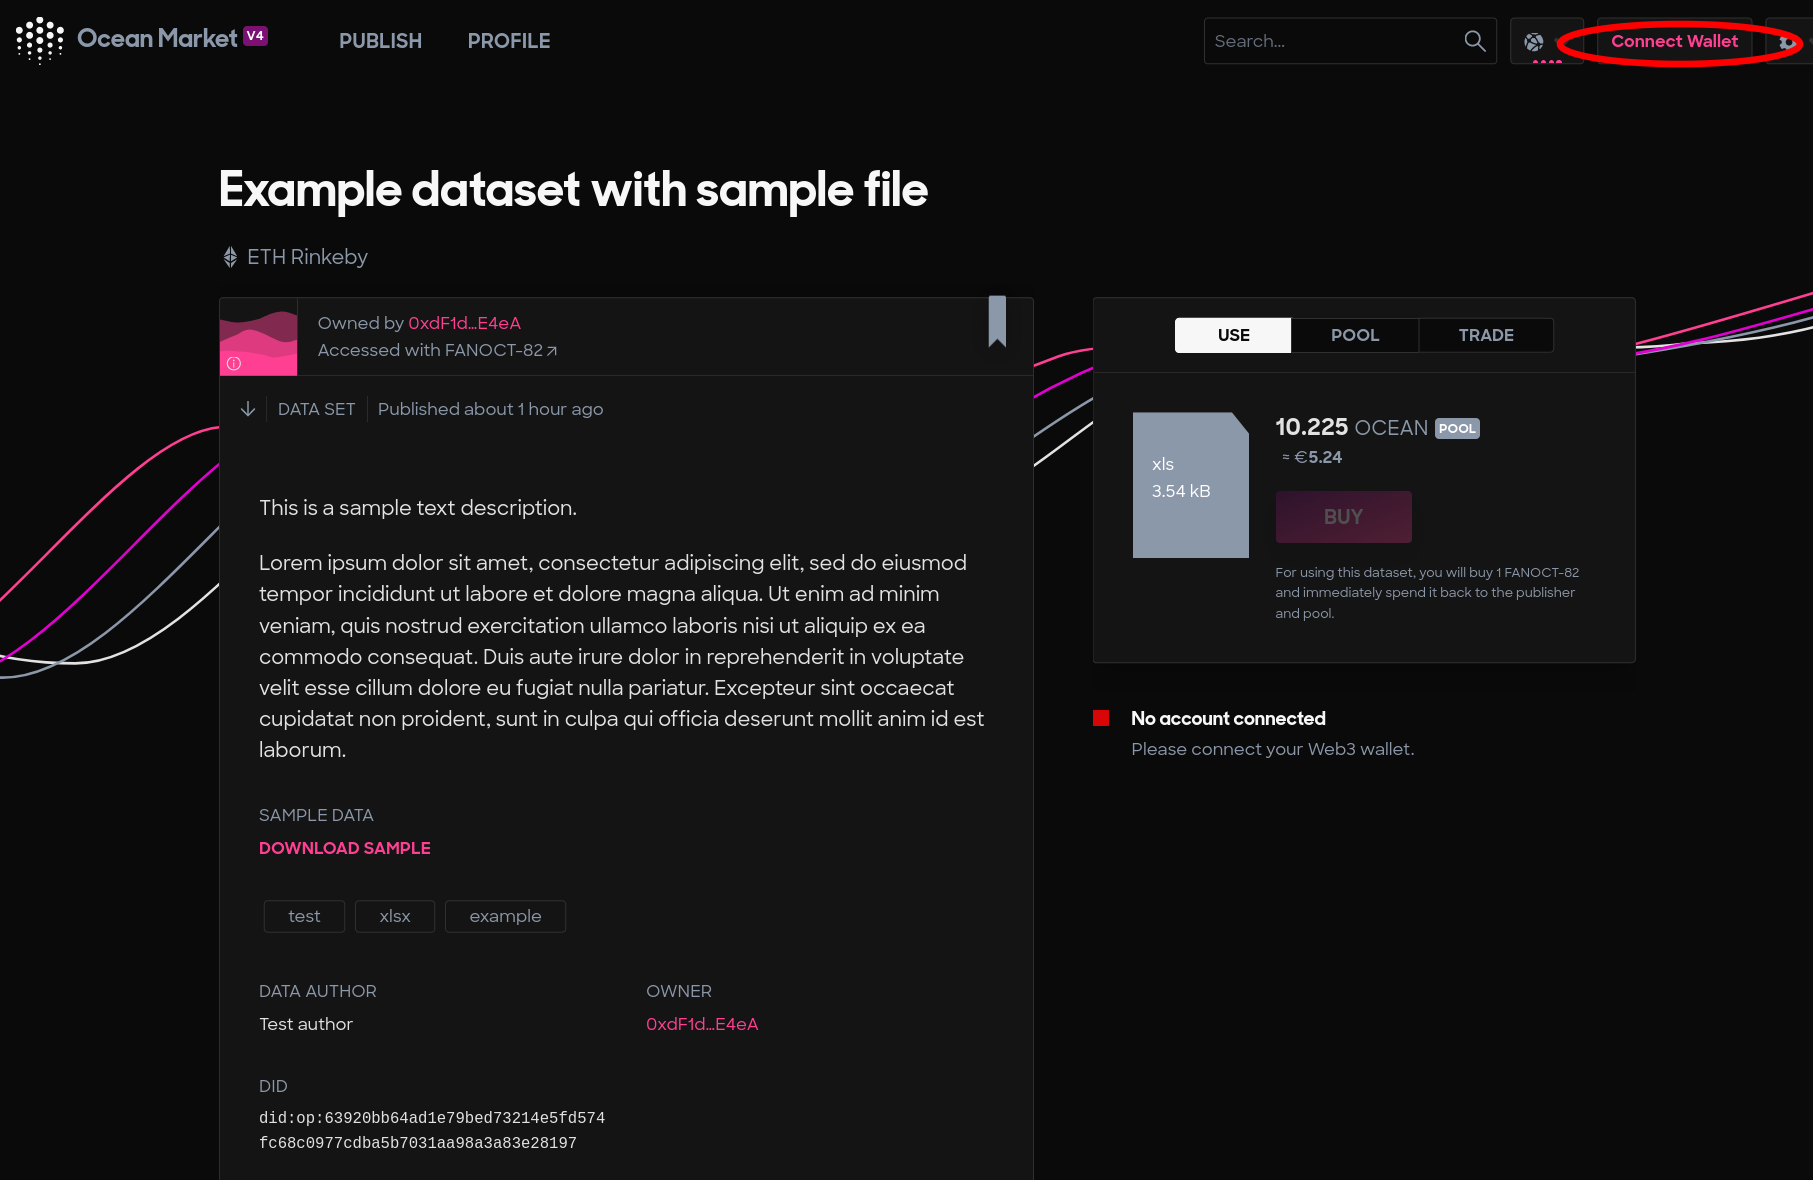 Ocean Market V4
PUBLISH
PROFILE
Search...
Connect Wallet
Example dataset with sample file
ETH Rinkeby
Owned by 0xdF1d...E4eA
Accessed with FANOCT-82
DATA SET
Published about 1 hour ago
This is a sample text description.
Lorem ipsum dolor sit amet, consectetur adipiscing elit, sed do eiusmod
tempor incididunt ut labore et dolore magna aliqua. Ut enim ad minim
veniam, quis nostrud exercitation ullamco laboris nisi ut aliquip ex ea
commodo consequat. Duis aute irure dolor in reprehenderit in voluptate
velit esse cillum dolore eu fugiat nulla pariatur. Excepteur sint occaecat
cupidatat non proident, sunt in culpa qui officia deserunt mollit anim id est
laborum.
SAMPLE DATA
DOWNLOAD SAMPLE
test
xlsx
example
DATA AUTHOR
Test author
OWNER
0xdF1d...E4eA
DID
did:op:63920bb64ad1e79bed73214e5fd574
fc68c0977cdba5b7031aa98a3a83e28197
USE
POOL
TRADE
xls
3.54 kB
10.225 OCEAN POOL
≈ €5.24
BUY
For using this dataset, you will buy 1 FANOCT-82
and immediately spend it back to the publisher
and pool.
No account connected
Please connect your Web3 wallet.